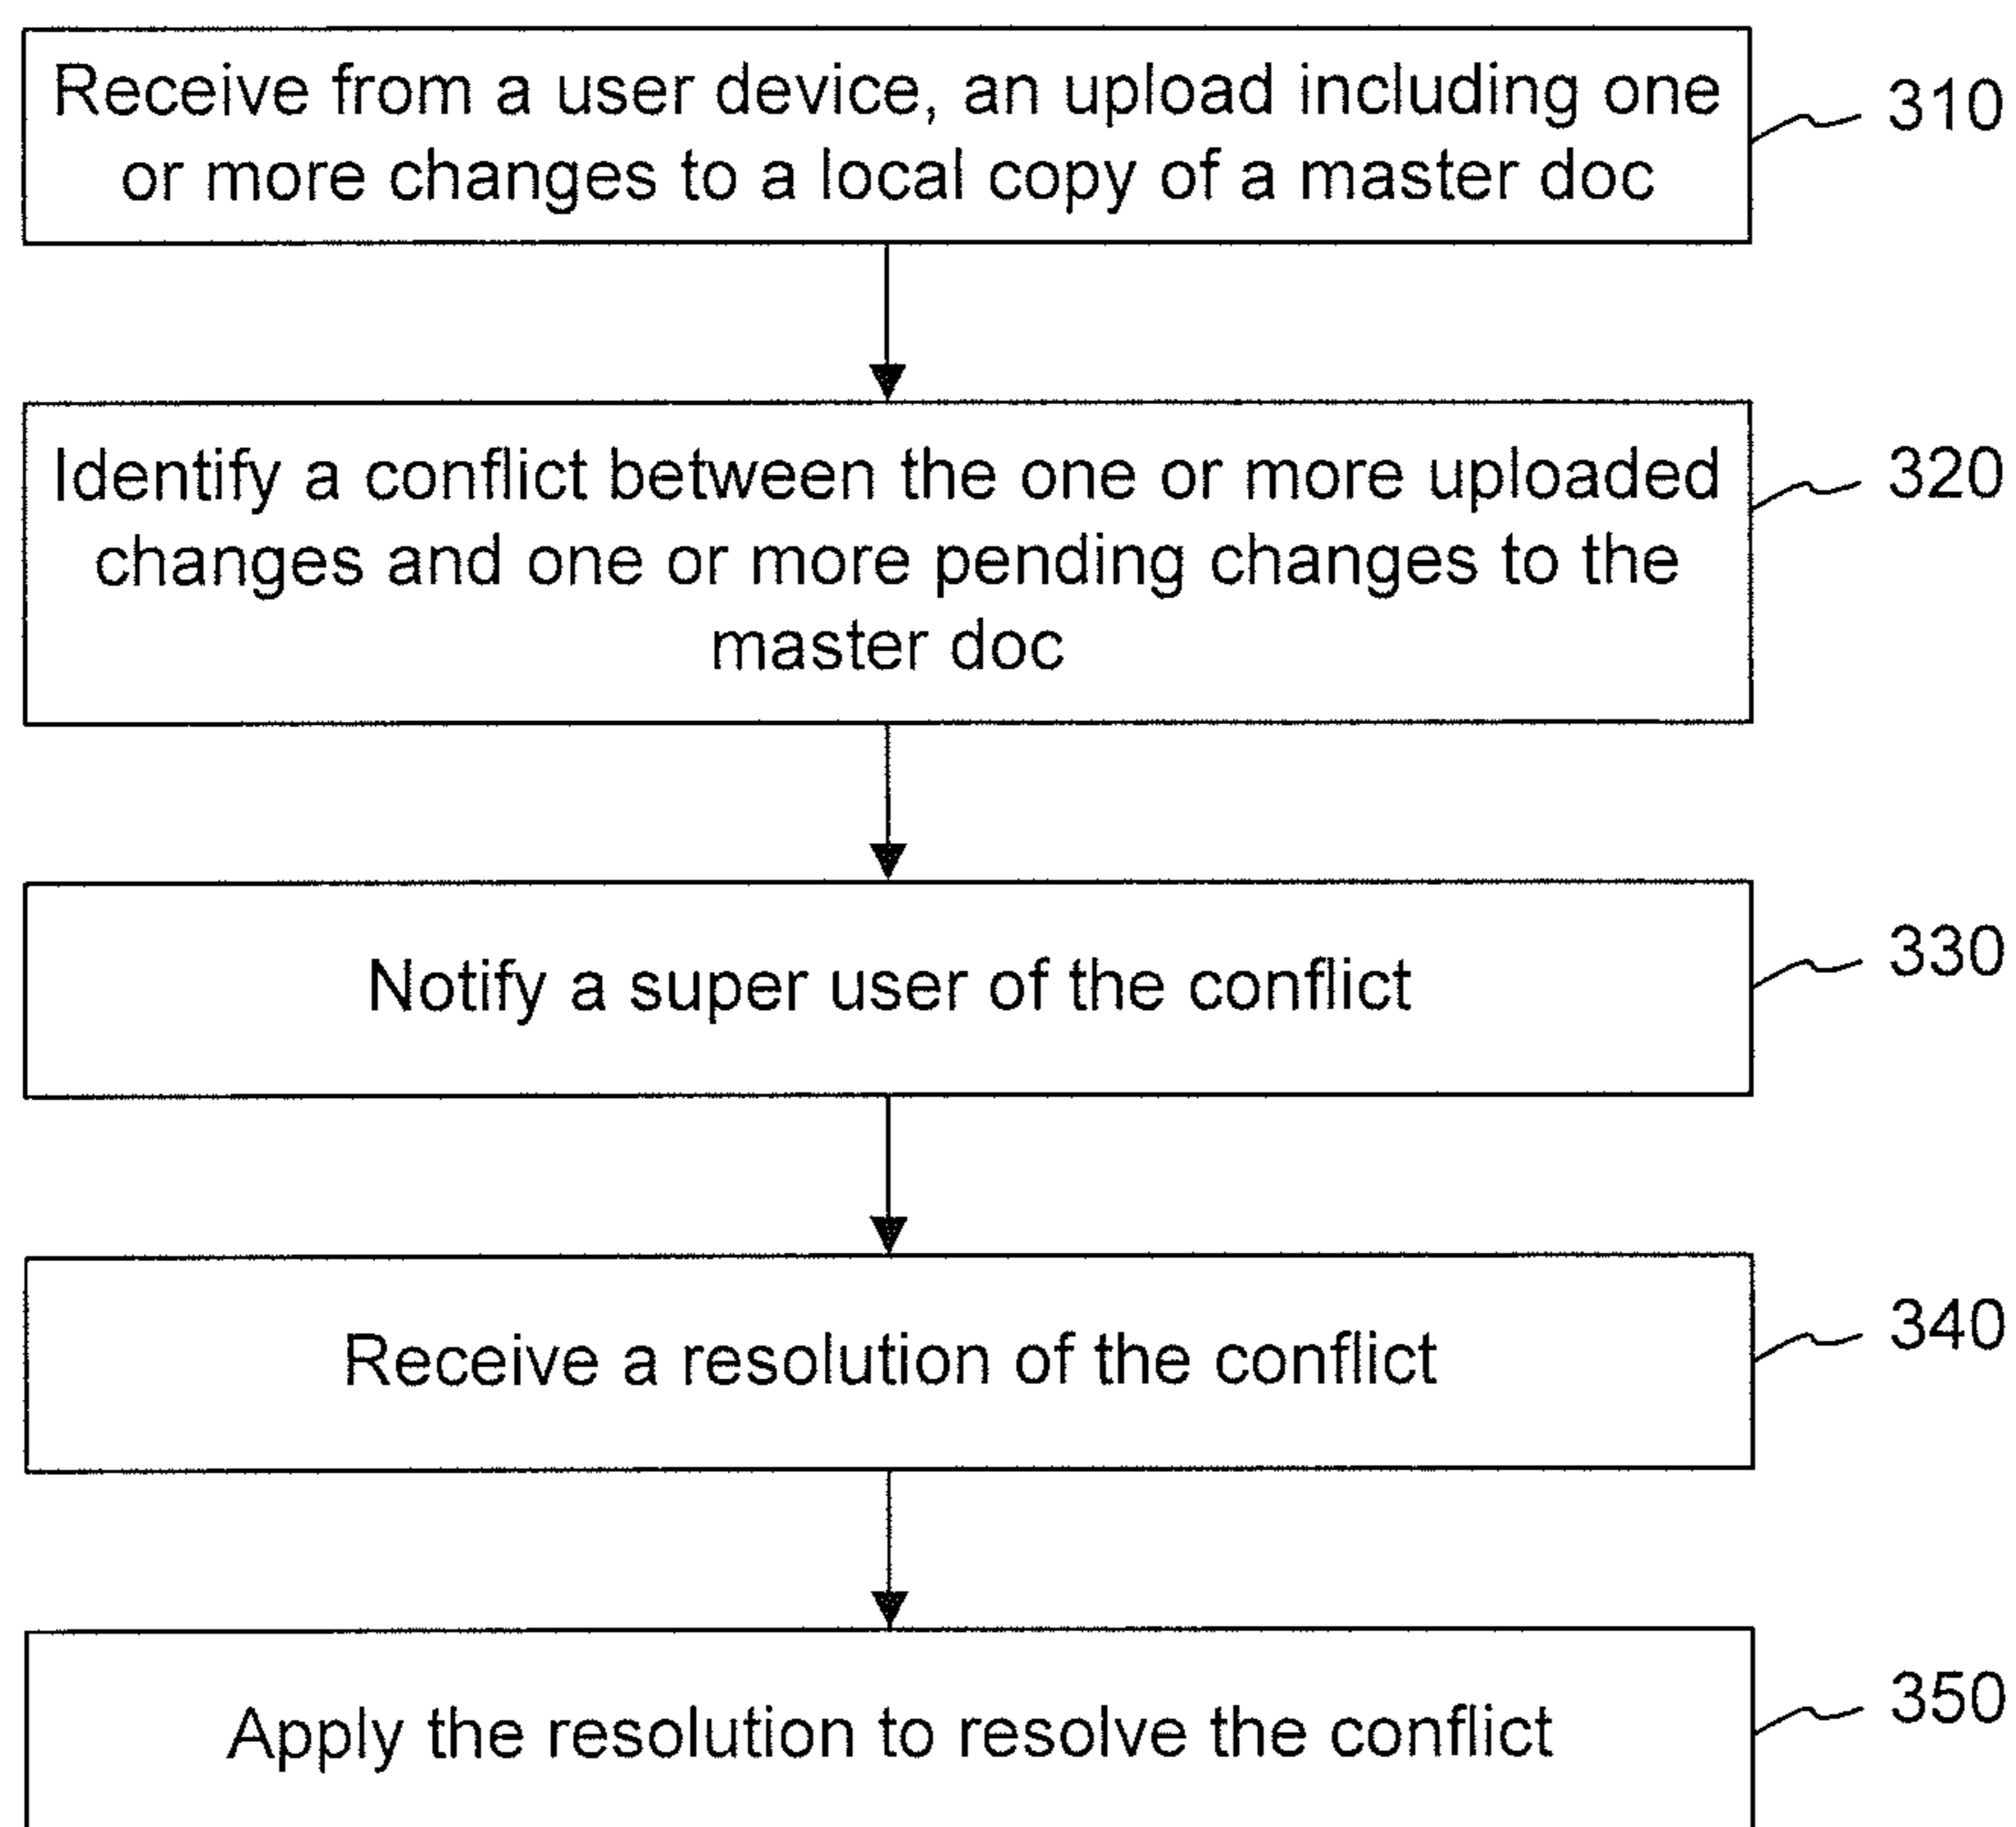 Receive from a user device, an upload including one
or more changes to a local copy of a master doc
310
Identify a conflict between the one or more uploaded
changes and one or more pending changes to the
master doc
320
Notify a super user of the conflict
330
Receive a resolution of the conflict
340
Apply the resolution to resolve the conflict
350